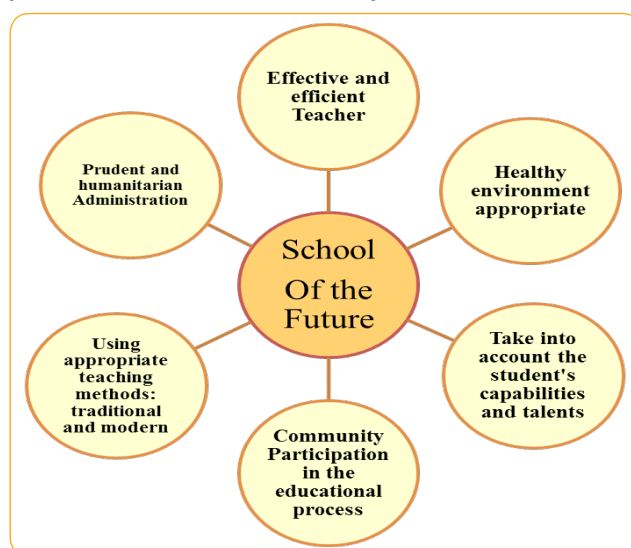 Effective and
efficient
Teacher
Prudent and
humanitarian
Administration
Healthy
environment
appropriate
School
Of the
Future
Using
appropriate
teaching
methods:
traditional
and modern
Take into
account the
student's
capabilities
and talents
Community
Participation
in the
educational
process